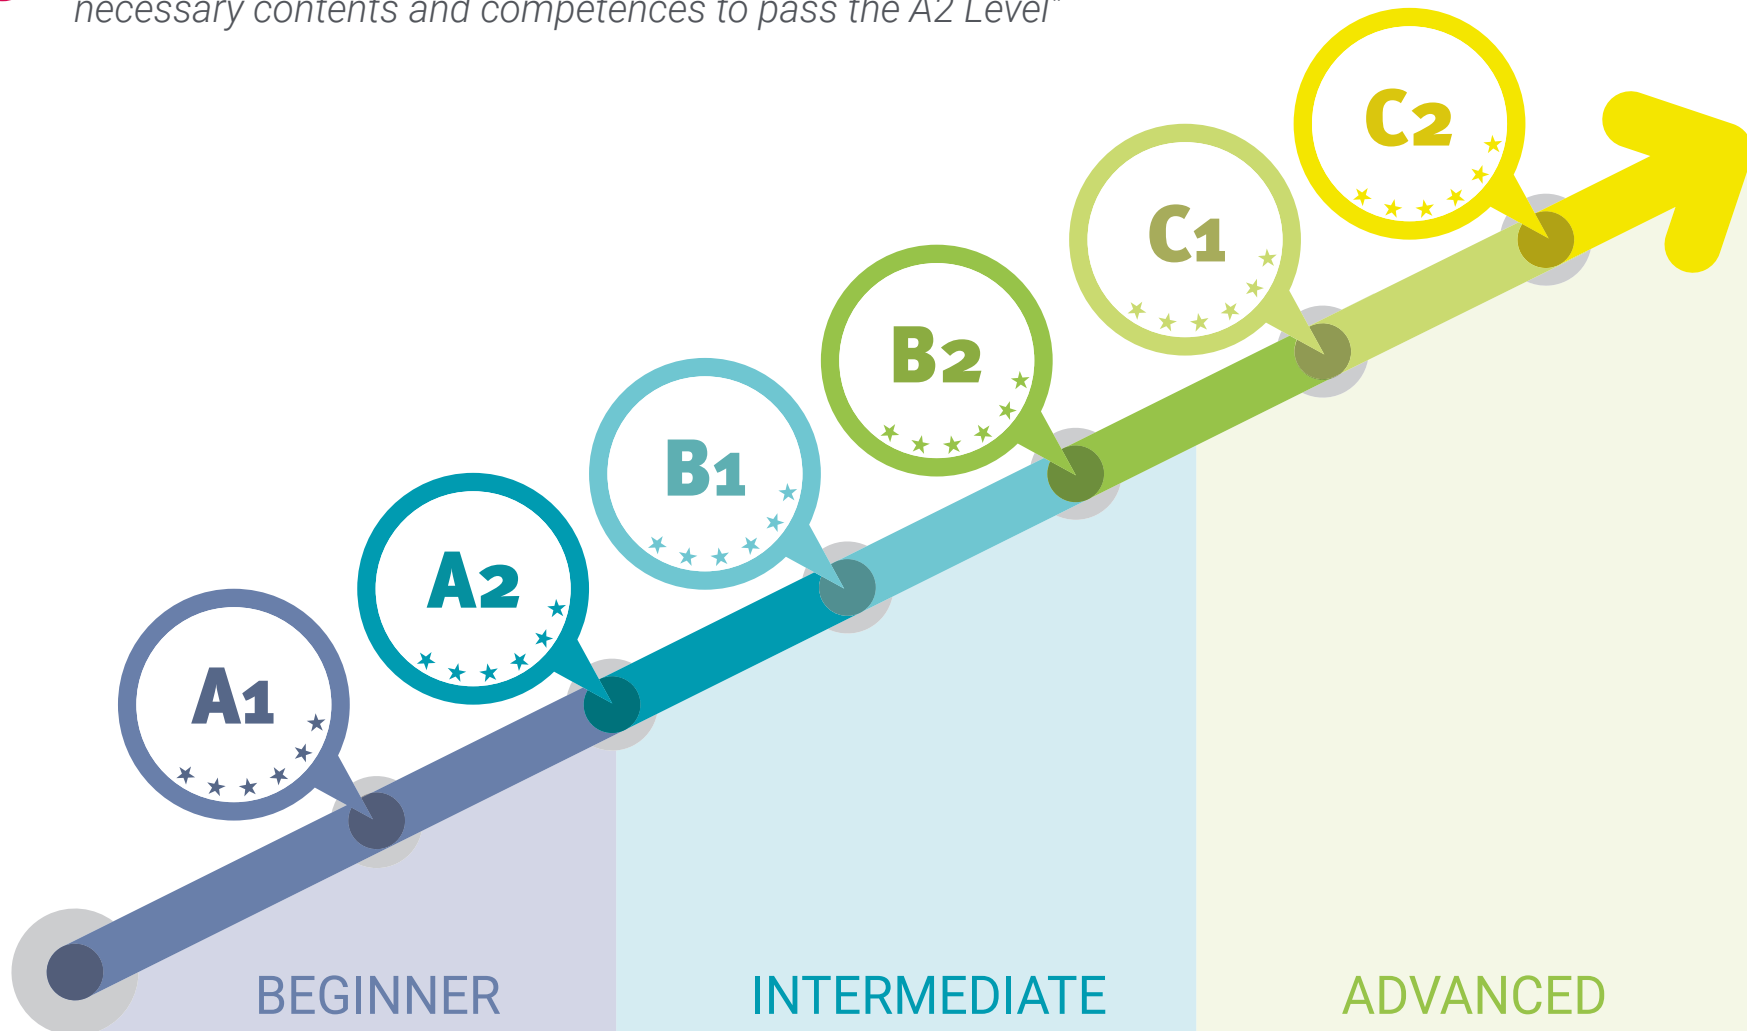 necessary contents and competences to pass the A2 Level"
C2
C1
B2
B1
A2
A1
BEGINNER
INTERMEDIATE
ADVANCED